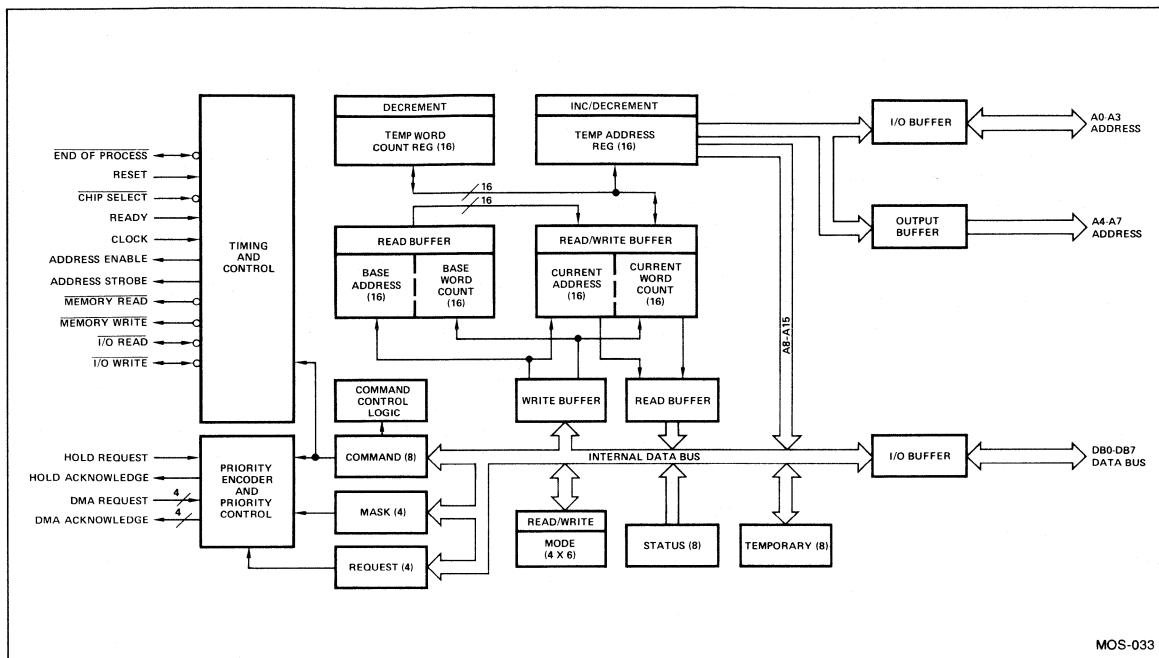 END OF PROCESS
RESET
CHIP SELECT
READY
CLOCK
ADDRESS ENABLE
ADDRESS STROBE
MEMORY READ
MEMORY WRITE
I/O READ
I/O WRITE
TIMING
AND
CONTROL
HOLD REQUEST
HOLD ACKNOWLEDGE
DMA REQUEST
4
DMA ACKNOWLEDGE
4
PRIORITY
ENCODER
AND
PRIORITY
CONTROL
DECREMENT
TEMP WORD
COUNT REG (16)
INC/DECREMENT
TEMP ADDRESS
REG (16)
16
16
READ BUFFER
BASE
ADDRESS
(16)
BASE
WORD
COUNT
(16)
READ/WRITE BUFFER
CURRENT
ADDRESS
(16)
CURRENT
WORD
COUNT
(16)
COMMAND
CONTROL
LOGIC
WRITE BUFFER
READ BUFFER
COMMAND (8)
MASK (4)
REQUEST (4)
INTERNAL DATA BUS
READ/WRITE
MODE
(4 X 6)
STATUS (8)
TEMPORARY (8)
A8-A15
I/O BUFFER
A0-A3
ADDRESS
OUTPUT
BUFFER
A4-A7
ADDRESS
I/O BUFFER
DB0-DB7
DATA BUS
MOS-033